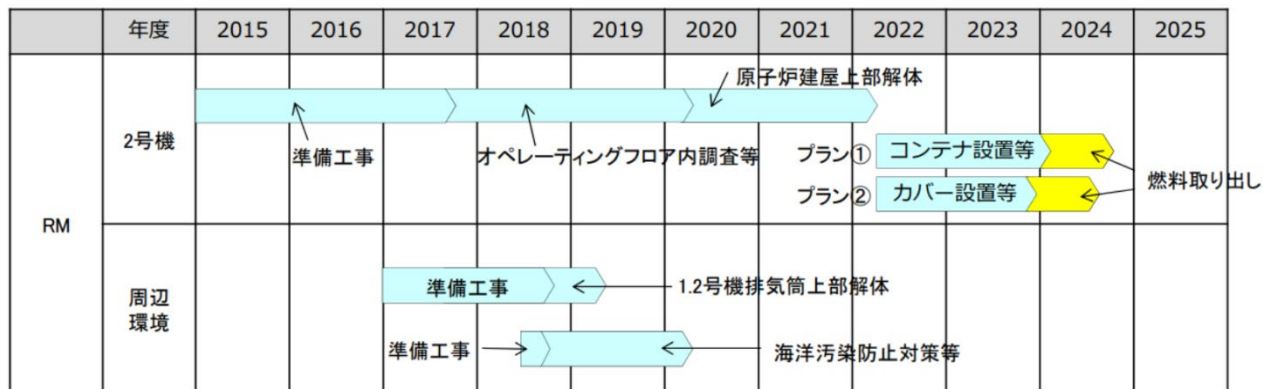 年度 2015 2016 2017 2018 2019 2020 2021 2022 2023 2024 2025
RM
2号機
原子炉建屋上部解体
準備工事
オペレーティングフロア内調査等
プラン① コンテナ設置等
プラン② カバー設置等
燃料取り出し
周辺
環境
準備工事
1.2号機排気筒上部解体
準備工事
海洋汚染防止対策等